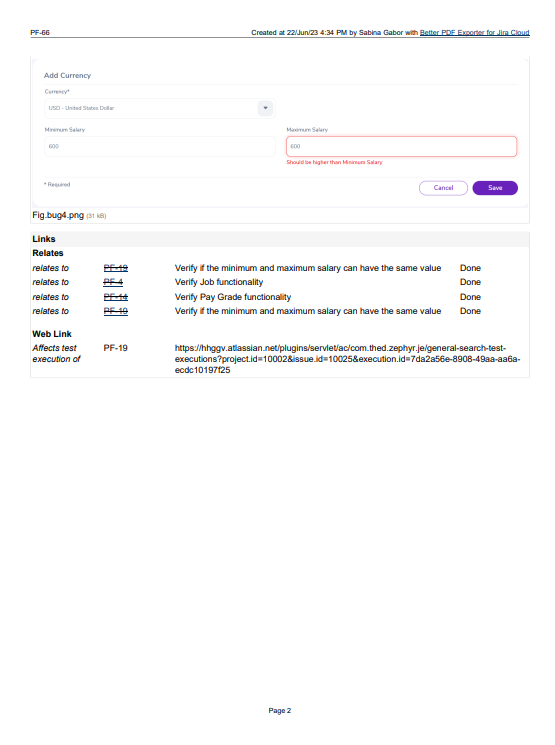 PF-66
Created at 22/Jun/23 4:34 PM by Sabina Gabor with Better PDF Exporter for Jira Cloud
Add Currency
Currency*
USD - United States Dollar
Minimum Salary
Maximum Salary
600
600
Should be higher than Minimum Salary
* Required
Cancel
Save
Fig.bug4.png (31 kB)
Links
Relates
relates to PF-19 Verify if the minimum and maximum salary can have the same value Done
relates to PF-4 Verify Job functionality Done
relates to PF-14 Verify Pay Grade functionality Done
relates to PF-19 Verify if the minimum and maximum salary can have the same value Done
Web Link
Affects test PF-19 https://hhggv.atlassian.net/plugins/servlet/ac/com.thed.zephyr.je/general-search-test-
execution of executions?project.id=10002&issue.id=10025&execution.id=7da2a56e-8908-49aa-aa6a-
ecdc10197f25
Page 2